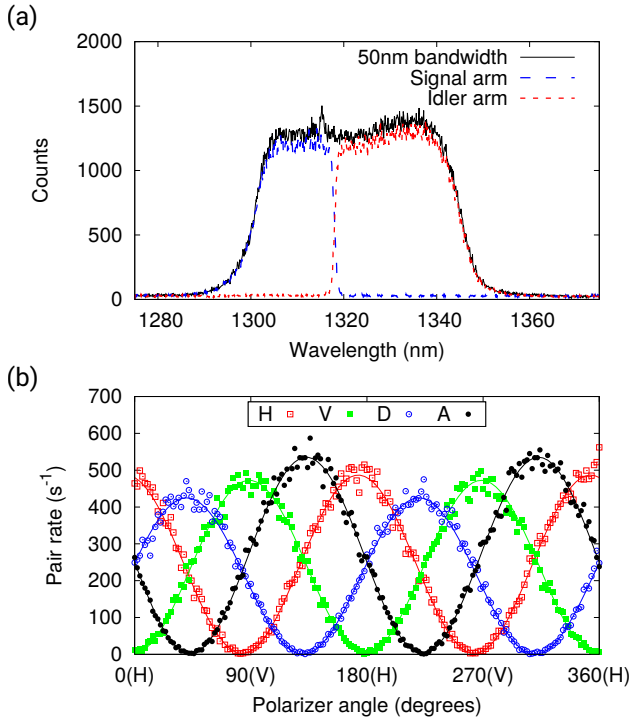 (a)
2000
1500
1000
500
0
Counts
50nm bandwidth
Signal arm
Idler arm
1280 1300 1320 1340 1360
Wavelength (nm)
(b)
700
600
500
400
300
200
100
0
Pair rate (s⁻¹)
H V D A
0(H) 90(V) 180(H) 270(V) 360(H)
Polarizer angle (degrees)